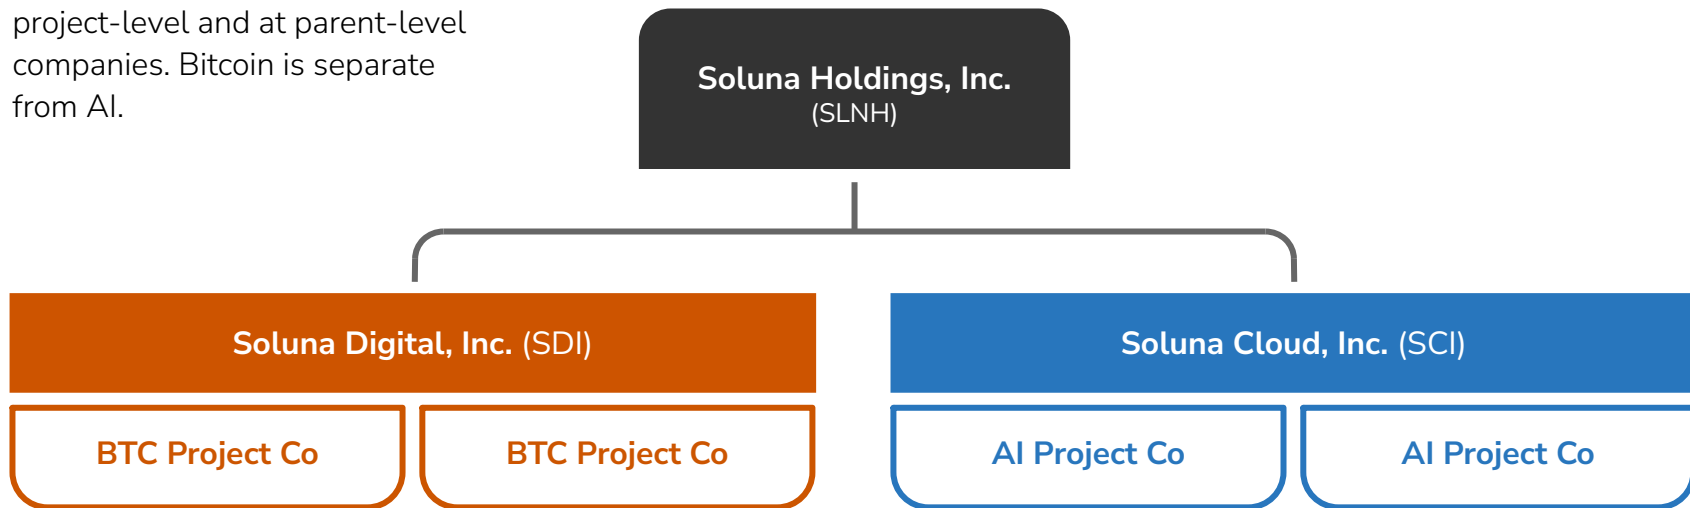 project-level and at parent-level
companies. Bitcoin is separate
from AI.
Soluna Holdings, Inc.
(SLNH)
Soluna Digital, Inc. (SDI)
Soluna Cloud, Inc. (SCI)
BTC Project Co
BTC Project Co
AI Project Co
AI Project Co